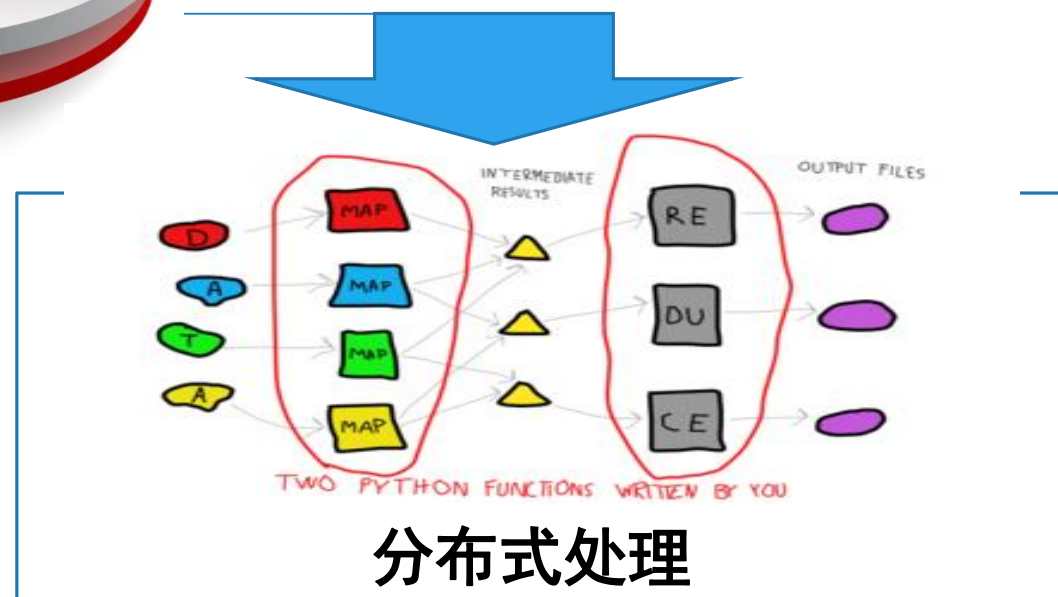 INTERMEDIATE
RESULTS
OUTPUT FILES
D
MAP
RE
A
MAP
DU
T
MAP
A
MAP
CE
TWO PYTHON FUNCTIONS WRITTEN BY YOU
分布式处理